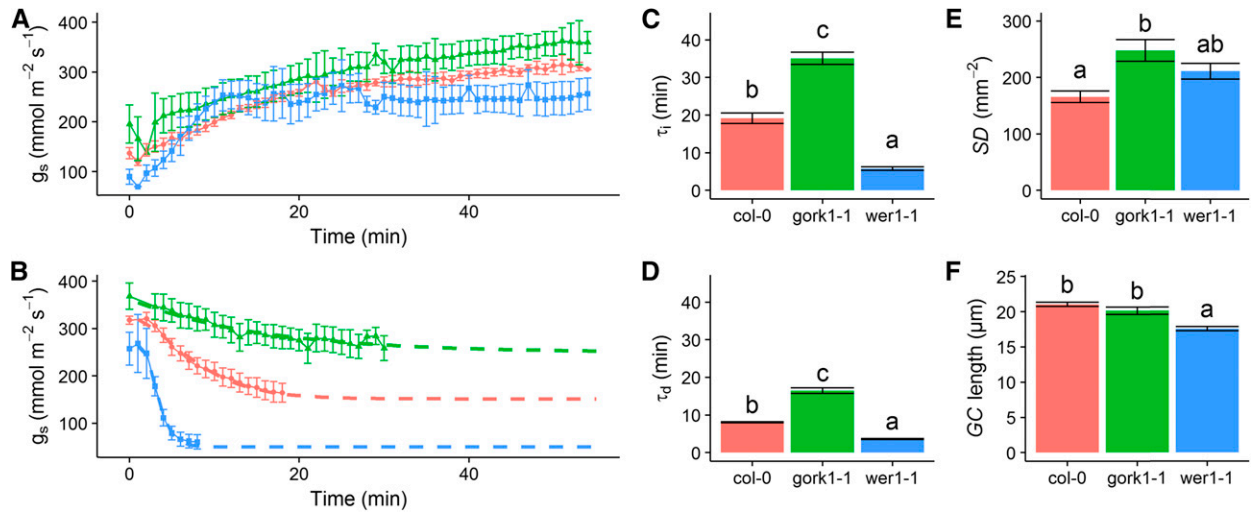 A
400
300
200
100
gₛ (mmol m⁻² s⁻¹)
0 20 40
Time (min)
B
400
300
200
100
gₛ (mmol m⁻² s⁻¹)
0 20 40
Time (min)
C
40
30
20
10
0
τᵢ (min)
b c a
col-0 gork1-1 wer1-1
D
40
30
20
10
0
τd (min)
b c a
col-0 gork1-1 wer1-1
E
300
200
100
0
SD (mm⁻²)
a b ab
col-0 gork1-1 wer1-1
F
25
20
15
10
5
0
GC length (µm)
b b a
col-0 gork1-1 wer1-1